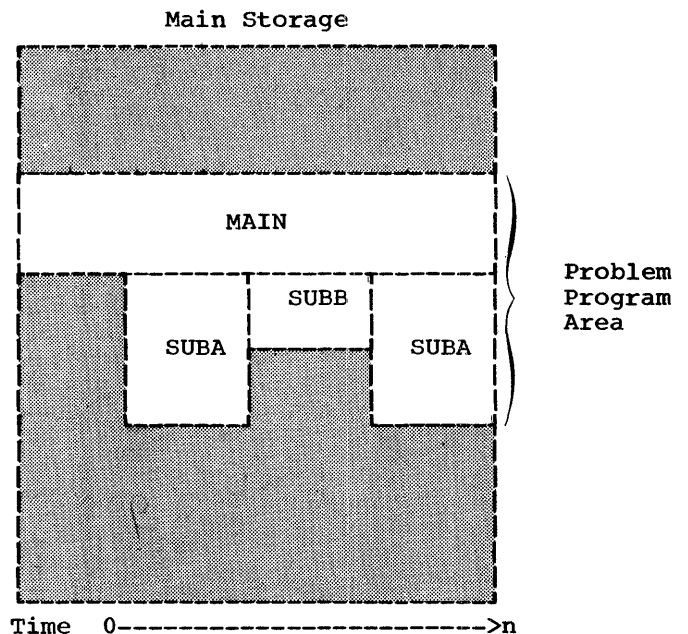 Main Storage
MAIN
SUBB
SUBA
SUBA
Problem
Program
Area
Time 0---------------------------->n